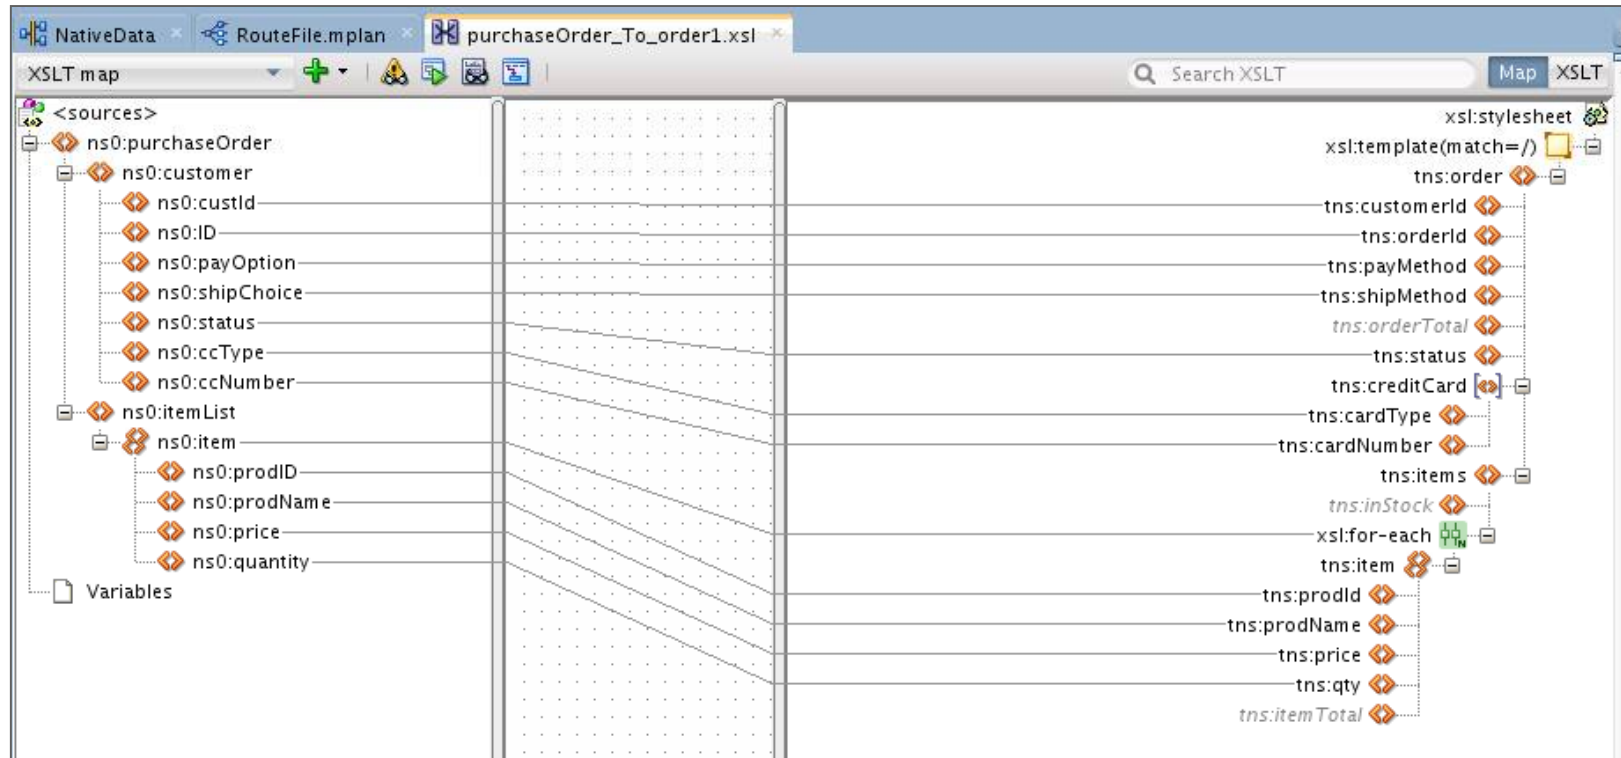 NativeData RouteFile.mplan purchaseOrder_To_order1.xsl
XSLT map Search XSLT Map XSLT
<sources>
ns0:purchaseOrder
ns0:customer
ns0:custId
ns0:ID
ns0:payOption
ns0:shipChoice
ns0:status
ns0:ccType
ns0:ccNumber
ns0:itemList
ns0:item
ns0:prodID
ns0:prodName
ns0:price
ns0:quantity
Variables
xsl:stylesheet
xsl:template(match=/)
tns:order
tns:customerId
tns:orderId
tns:payMethod
tns:shipMethod
tns:orderTotal
tns:status
tns:creditCard
tns:cardType
tns:cardNumber
tns:items
tns:inStock
xsl:for-each
tns:item
tns:prodId
tns:prodName
tns:price
tns:qty
tns:itemTotal